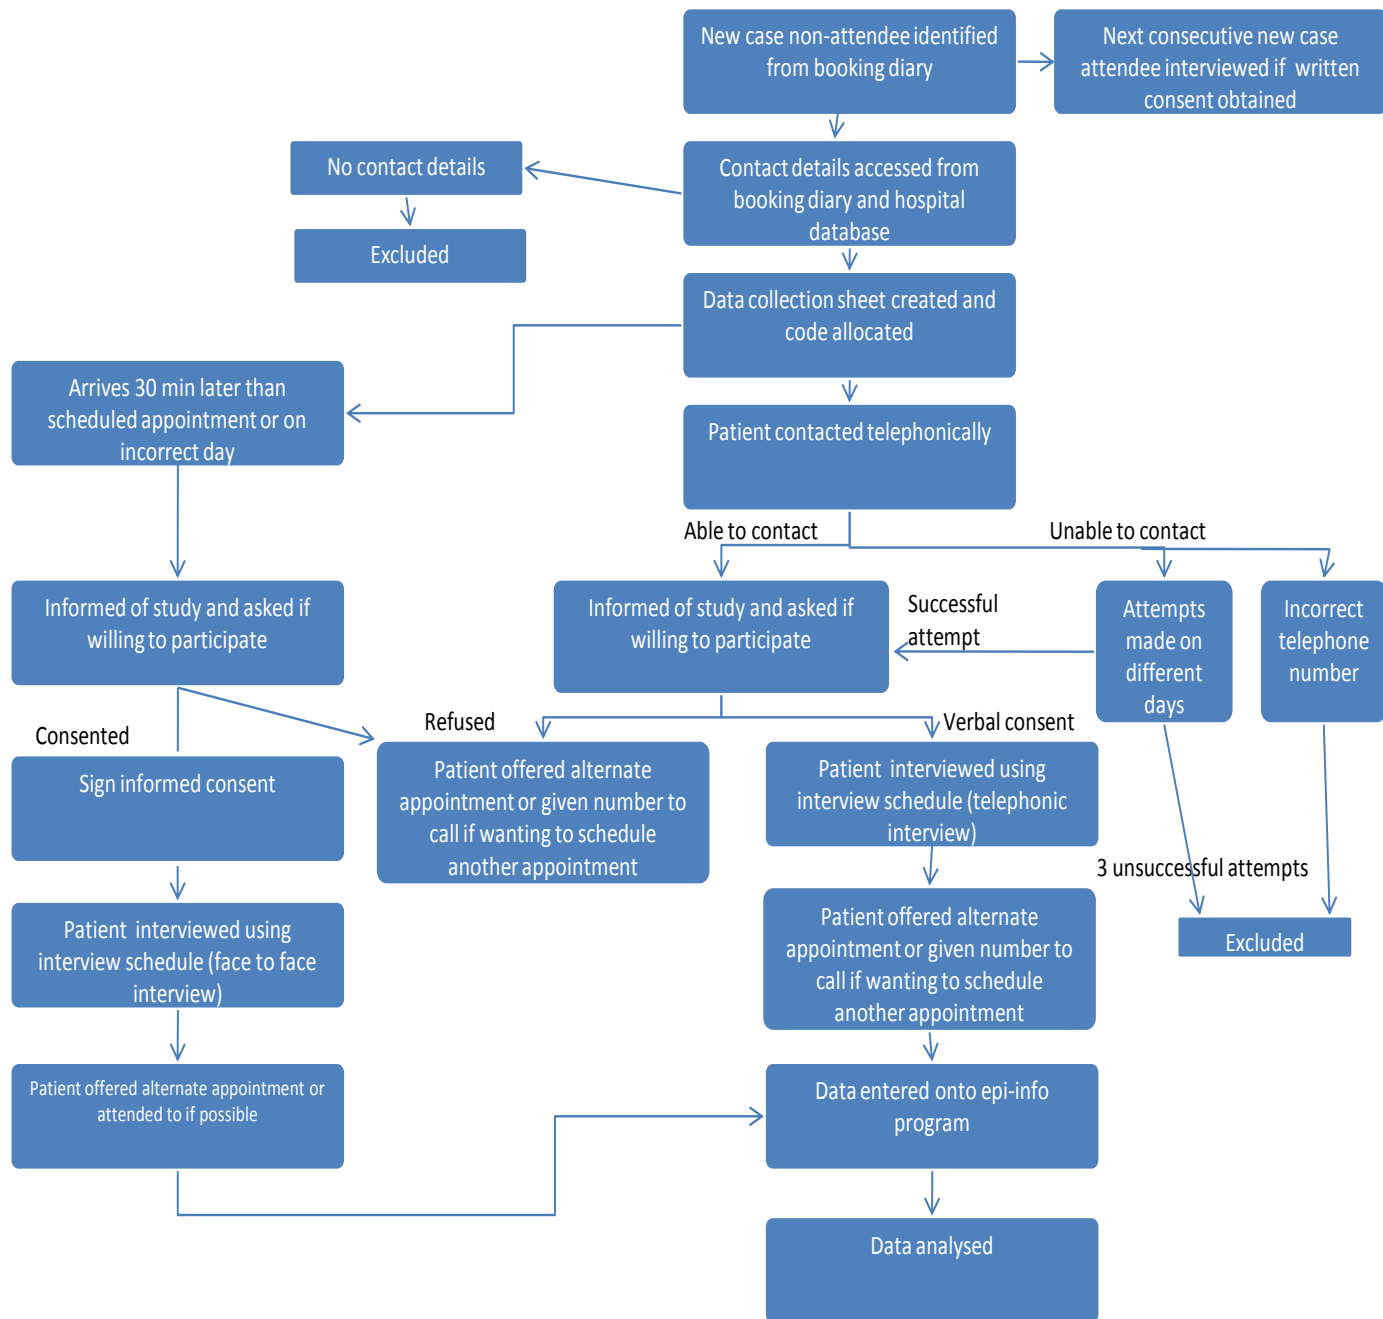 New case non-attendee identified
from booking diary
Next consecutive new case
attendee interviewed if written
consent obtained
No contact details
Contact details accessed from
booking diary and hospital
database
Excluded
Data collection sheet created and
code allocated
Arrives 30 min later than
scheduled appointment or on
incorrect day
Patient contacted telephonically
Able to contact
Unable to contact
Informed of study and asked if
willing to participate
Informed of study and asked if
willing to participate
Successful
attempt
Attempts
made on
different
days
Incorrect
telephone
number
Consented
Refused
Verbal consent
Sign informed consent
Patient offered alternate
appointment or given number to
call if wanting to schedule
another appointment
Patient interviewed using
interview schedule (telephonic
interview)
3 unsuccessful attempts
Patient interviewed using
interview schedule (face to face
interview)
Patient offered alternate
appointment or given number to
call if wanting to schedule
another appointment
Excluded
Patient offered alternate appointment or
attended to if possible
Data entered onto epi-info
program
Data analysed